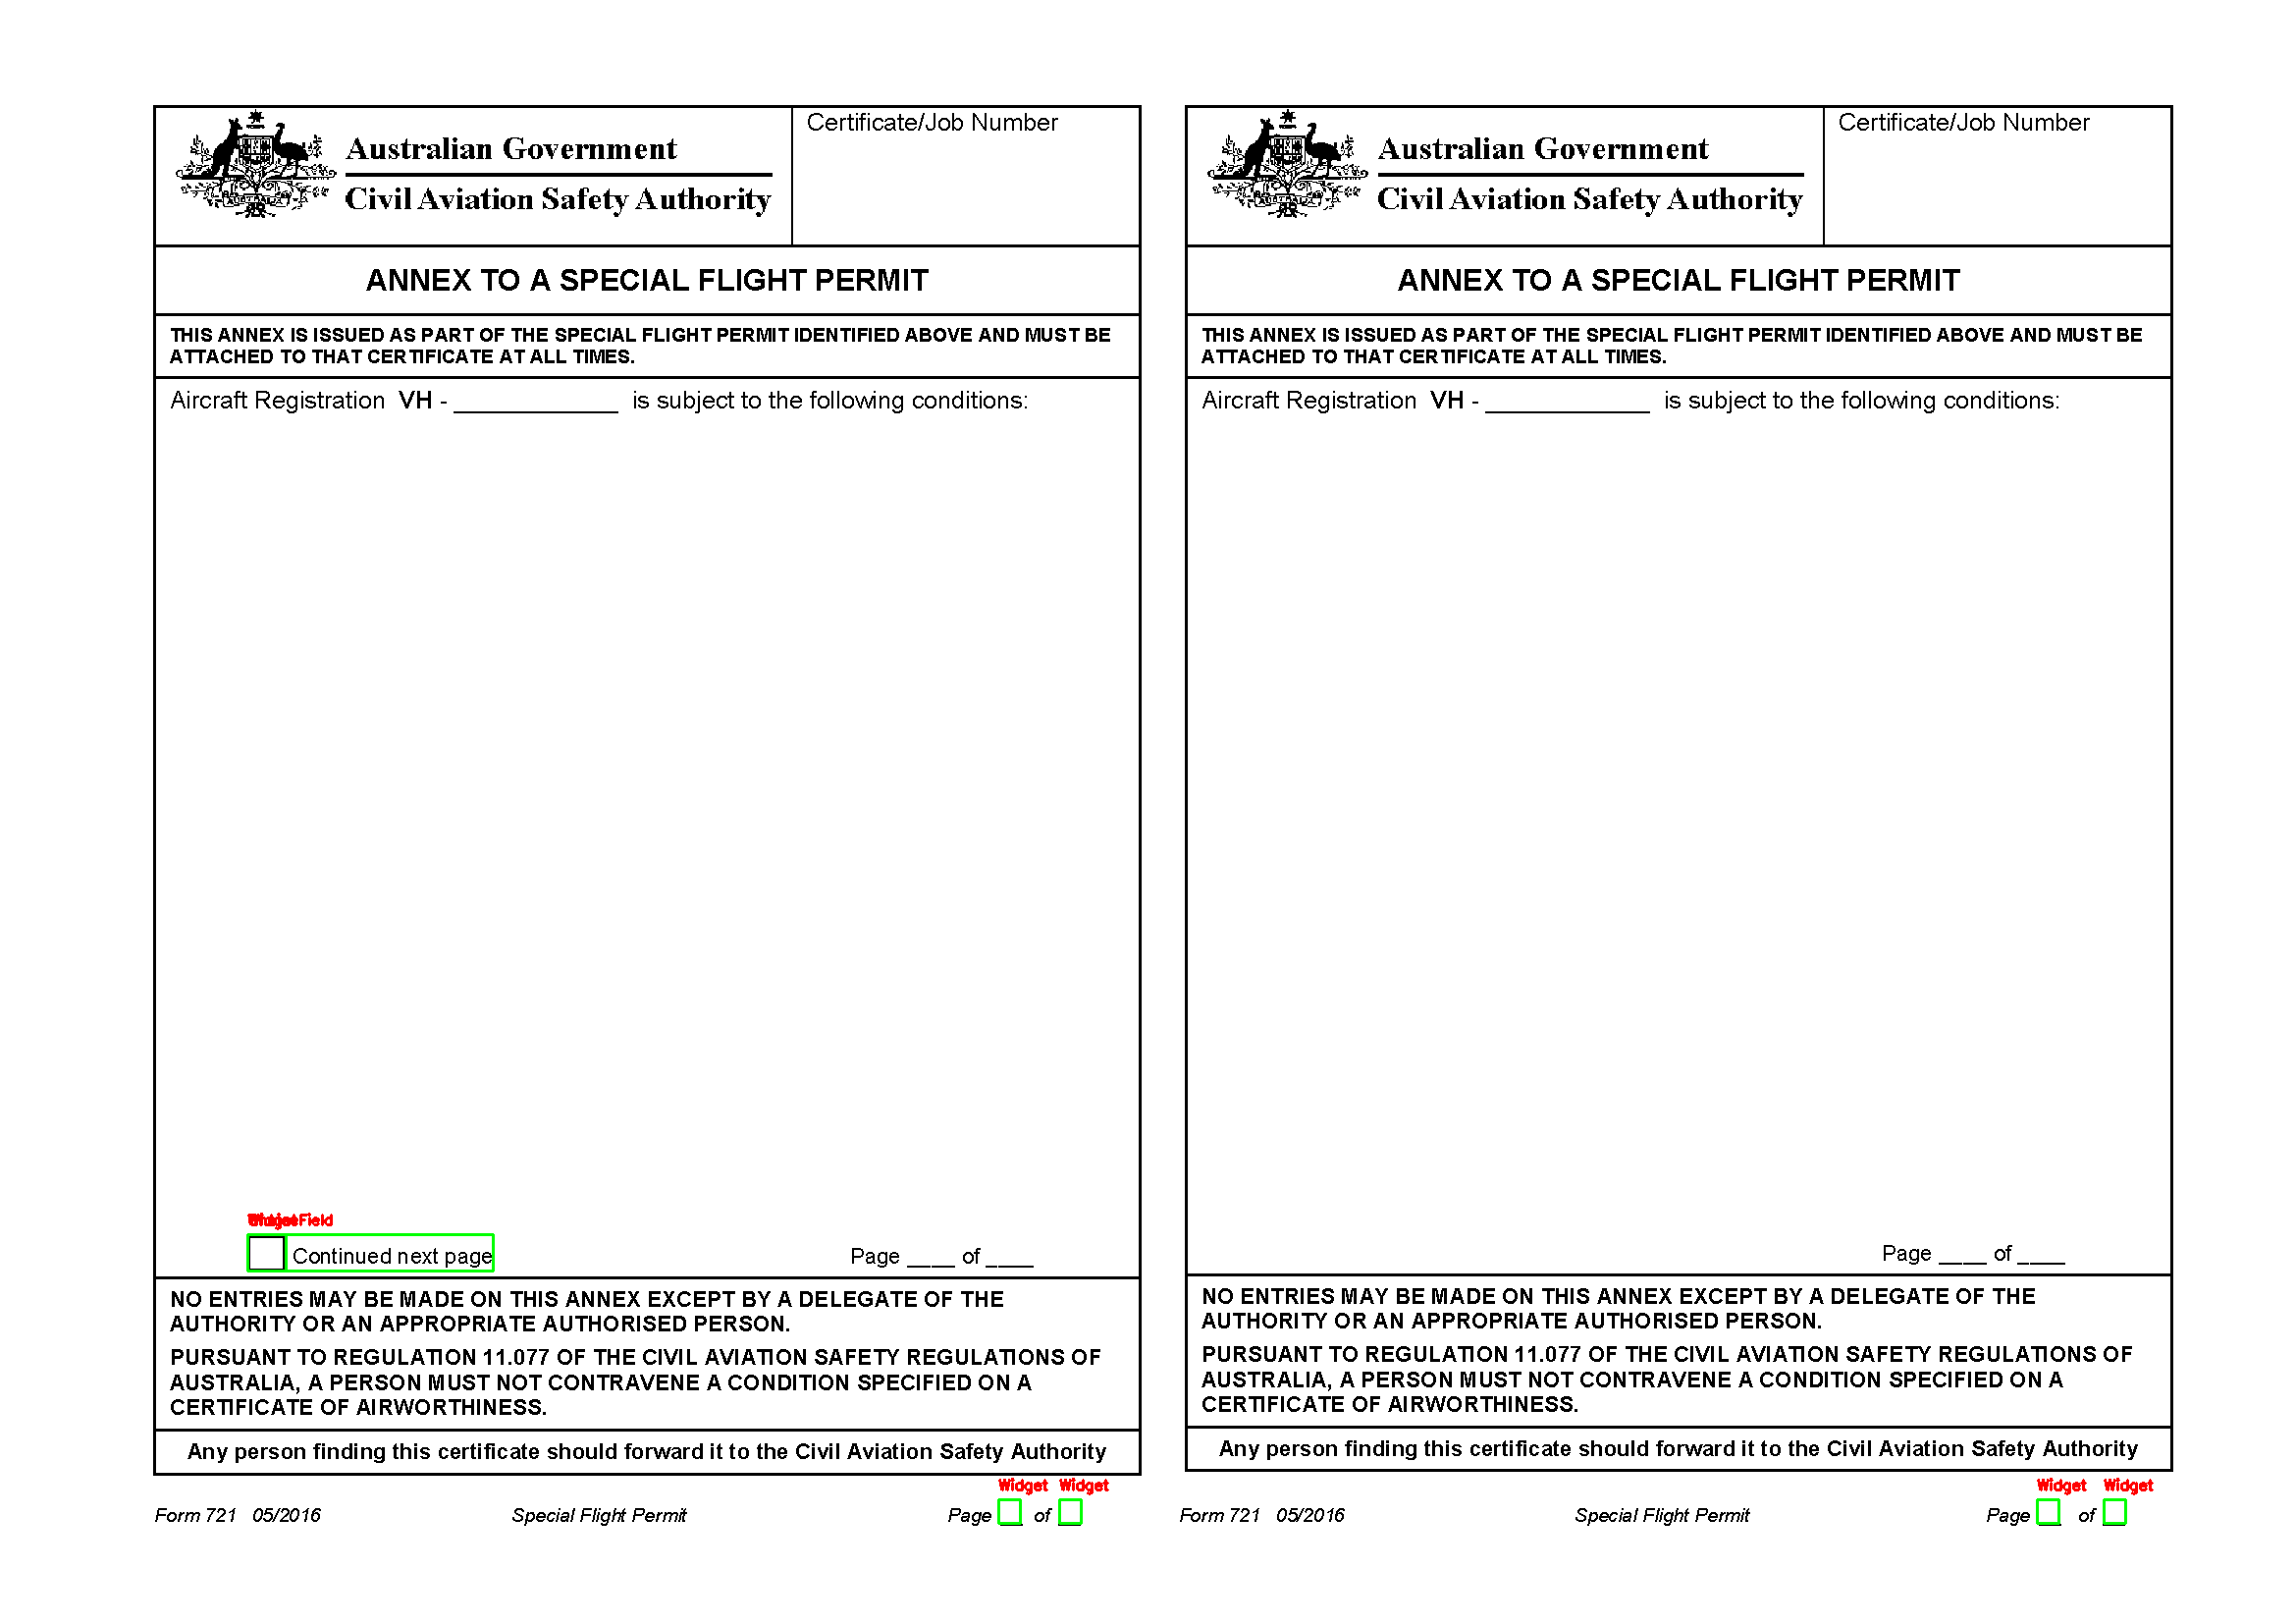 Australian Government
Civil Aviation Safety Authority
Certificate/Job Number
ANNEX TO A SPECIAL FLIGHT PERMIT
THIS ANNEX IS ISSUED AS PART OF THE SPECIAL FLIGHT PERMIT IDENTIFIED ABOVE AND MUST BE
ATTACHED TO THAT CERTIFICATE AT ALL TIMES.
Aircraft Registration VH - ____________ is subject to the following conditions:
Field
Continued next page
Page ____ of ____
NO ENTRIES MAY BE MADE ON THIS ANNEX EXCEPT BY A DELEGATE OF THE
AUTHORITY OR AN APPROPRIATE AUTHORISED PERSON.
PURSUANT TO REGULATION 11.077 OF THE CIVIL AVIATION SAFETY REGULATIONS OF
AUSTRALIA, A PERSON MUST NOT CONTRAVENE A CONDITION SPECIFIED ON A
CERTIFICATE OF AIRWORTHINESS.
Any person finding this certificate should forward it to the Civil Aviation Safety Authority
Widget Widget
Form 721 05/2016 Special Flight Permit Page of
Australian Government
Civil Aviation Safety Authority
Certificate/Job Number
ANNEX TO A SPECIAL FLIGHT PERMIT
THIS ANNEX IS ISSUED AS PART OF THE SPECIAL FLIGHT PERMIT IDENTIFIED ABOVE AND MUST BE
ATTACHED TO THAT CERTIFICATE AT ALL TIMES.
Aircraft Registration VH - ____________ is subject to the following conditions:
Page ____ of ____
NO ENTRIES MAY BE MADE ON THIS ANNEX EXCEPT BY A DELEGATE OF THE
AUTHORITY OR AN APPROPRIATE AUTHORISED PERSON.
PURSUANT TO REGULATION 11.077 OF THE CIVIL AVIATION SAFETY REGULATIONS OF
AUSTRALIA, A PERSON MUST NOT CONTRAVENE A CONDITION SPECIFIED ON A
CERTIFICATE OF AIRWORTHINESS.
Any person finding this certificate should forward it to the Civil Aviation Safety Authority
Widget Widget
Form 721 05/2016 Special Flight Permit Page of